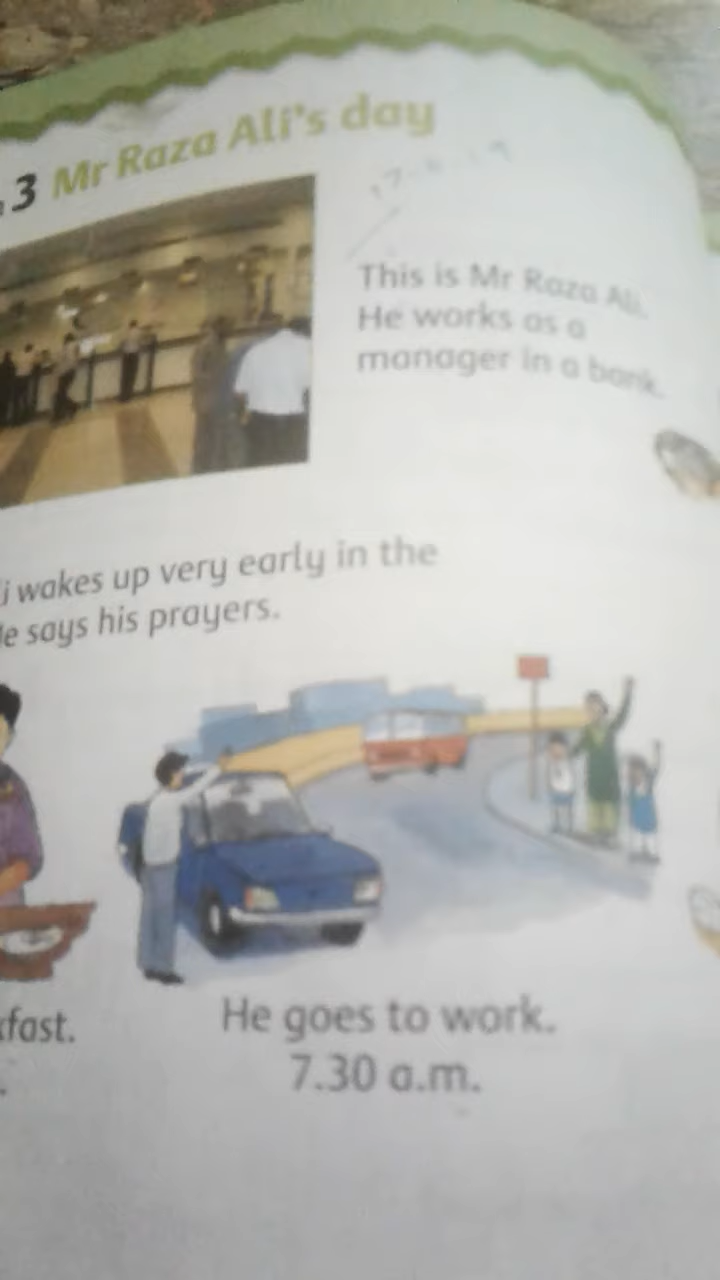 3 Mr Raza Ali's day
This is Mr Raza Ali.
He works as a
manager in a bank.
i wakes up very early in the
e says his prayers.
kfast.
He goes to work.
7.30 a.m.